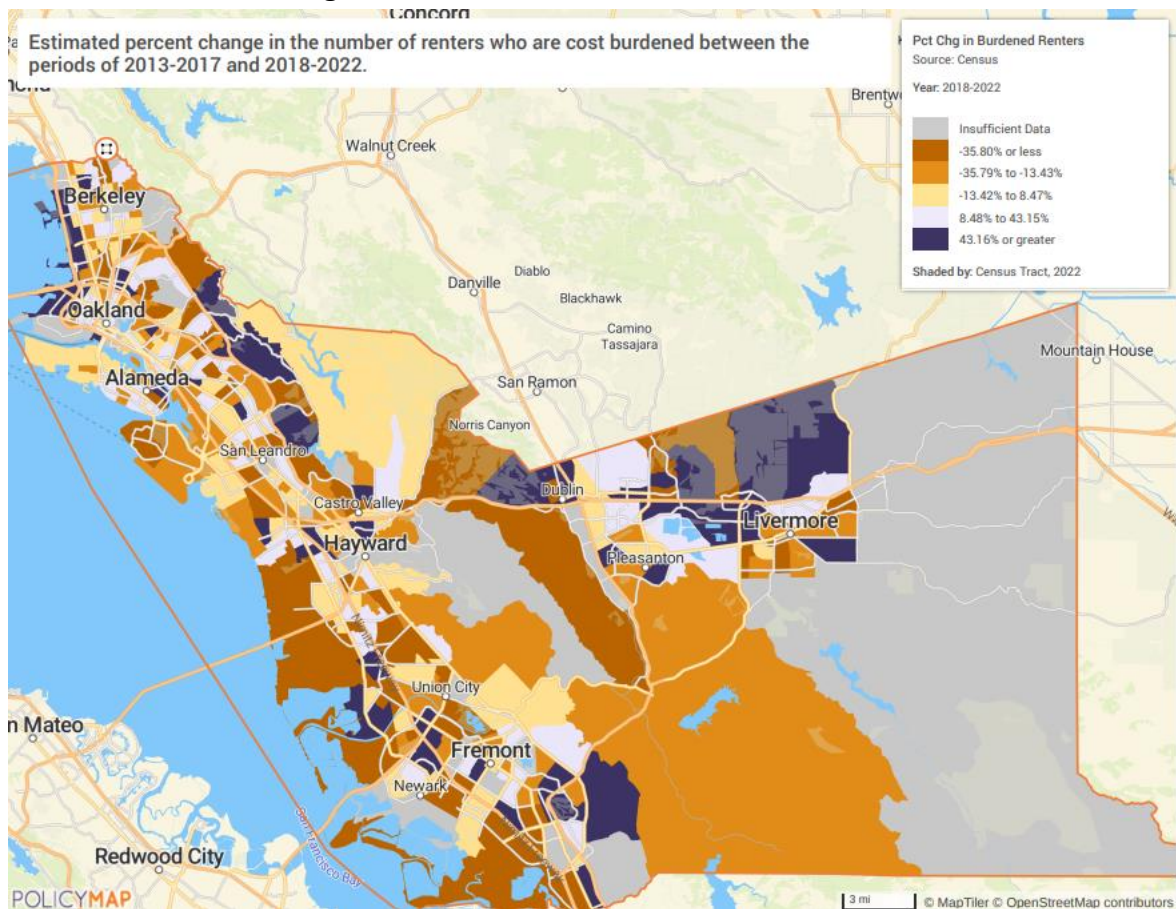 Concord
Estimated percent change in the number of renters who are cost burdened between the
periods of 2013-2017 and 2018-2022.
Pct Chg in Burdened Renters
Source: Census
Year: 2018-2022
Insufficient Data
-35.80% or less
-35.79% to -13.43%
-13.42% to 8.47%
8.48% to 43.15%
43.16% or greater
Shaded by: Census Tract, 2022
Brentw
Walnut Creek
Berkeley
Danville
Diablo
Blackhawk
Oakland
Camino
Tassajara
Mountain House
Alameda
San Ramon
Norris Canyon
San Leandro
Dublin
Castro Valley
Livermore
Hayward
Pleasanton
Nimitz
Union City
n Mateo
Fremont
Newark
San Francisco Bay
Redwood City
POLICYMAP
3 mi
© MapTiler © OpenStreetMap contributors